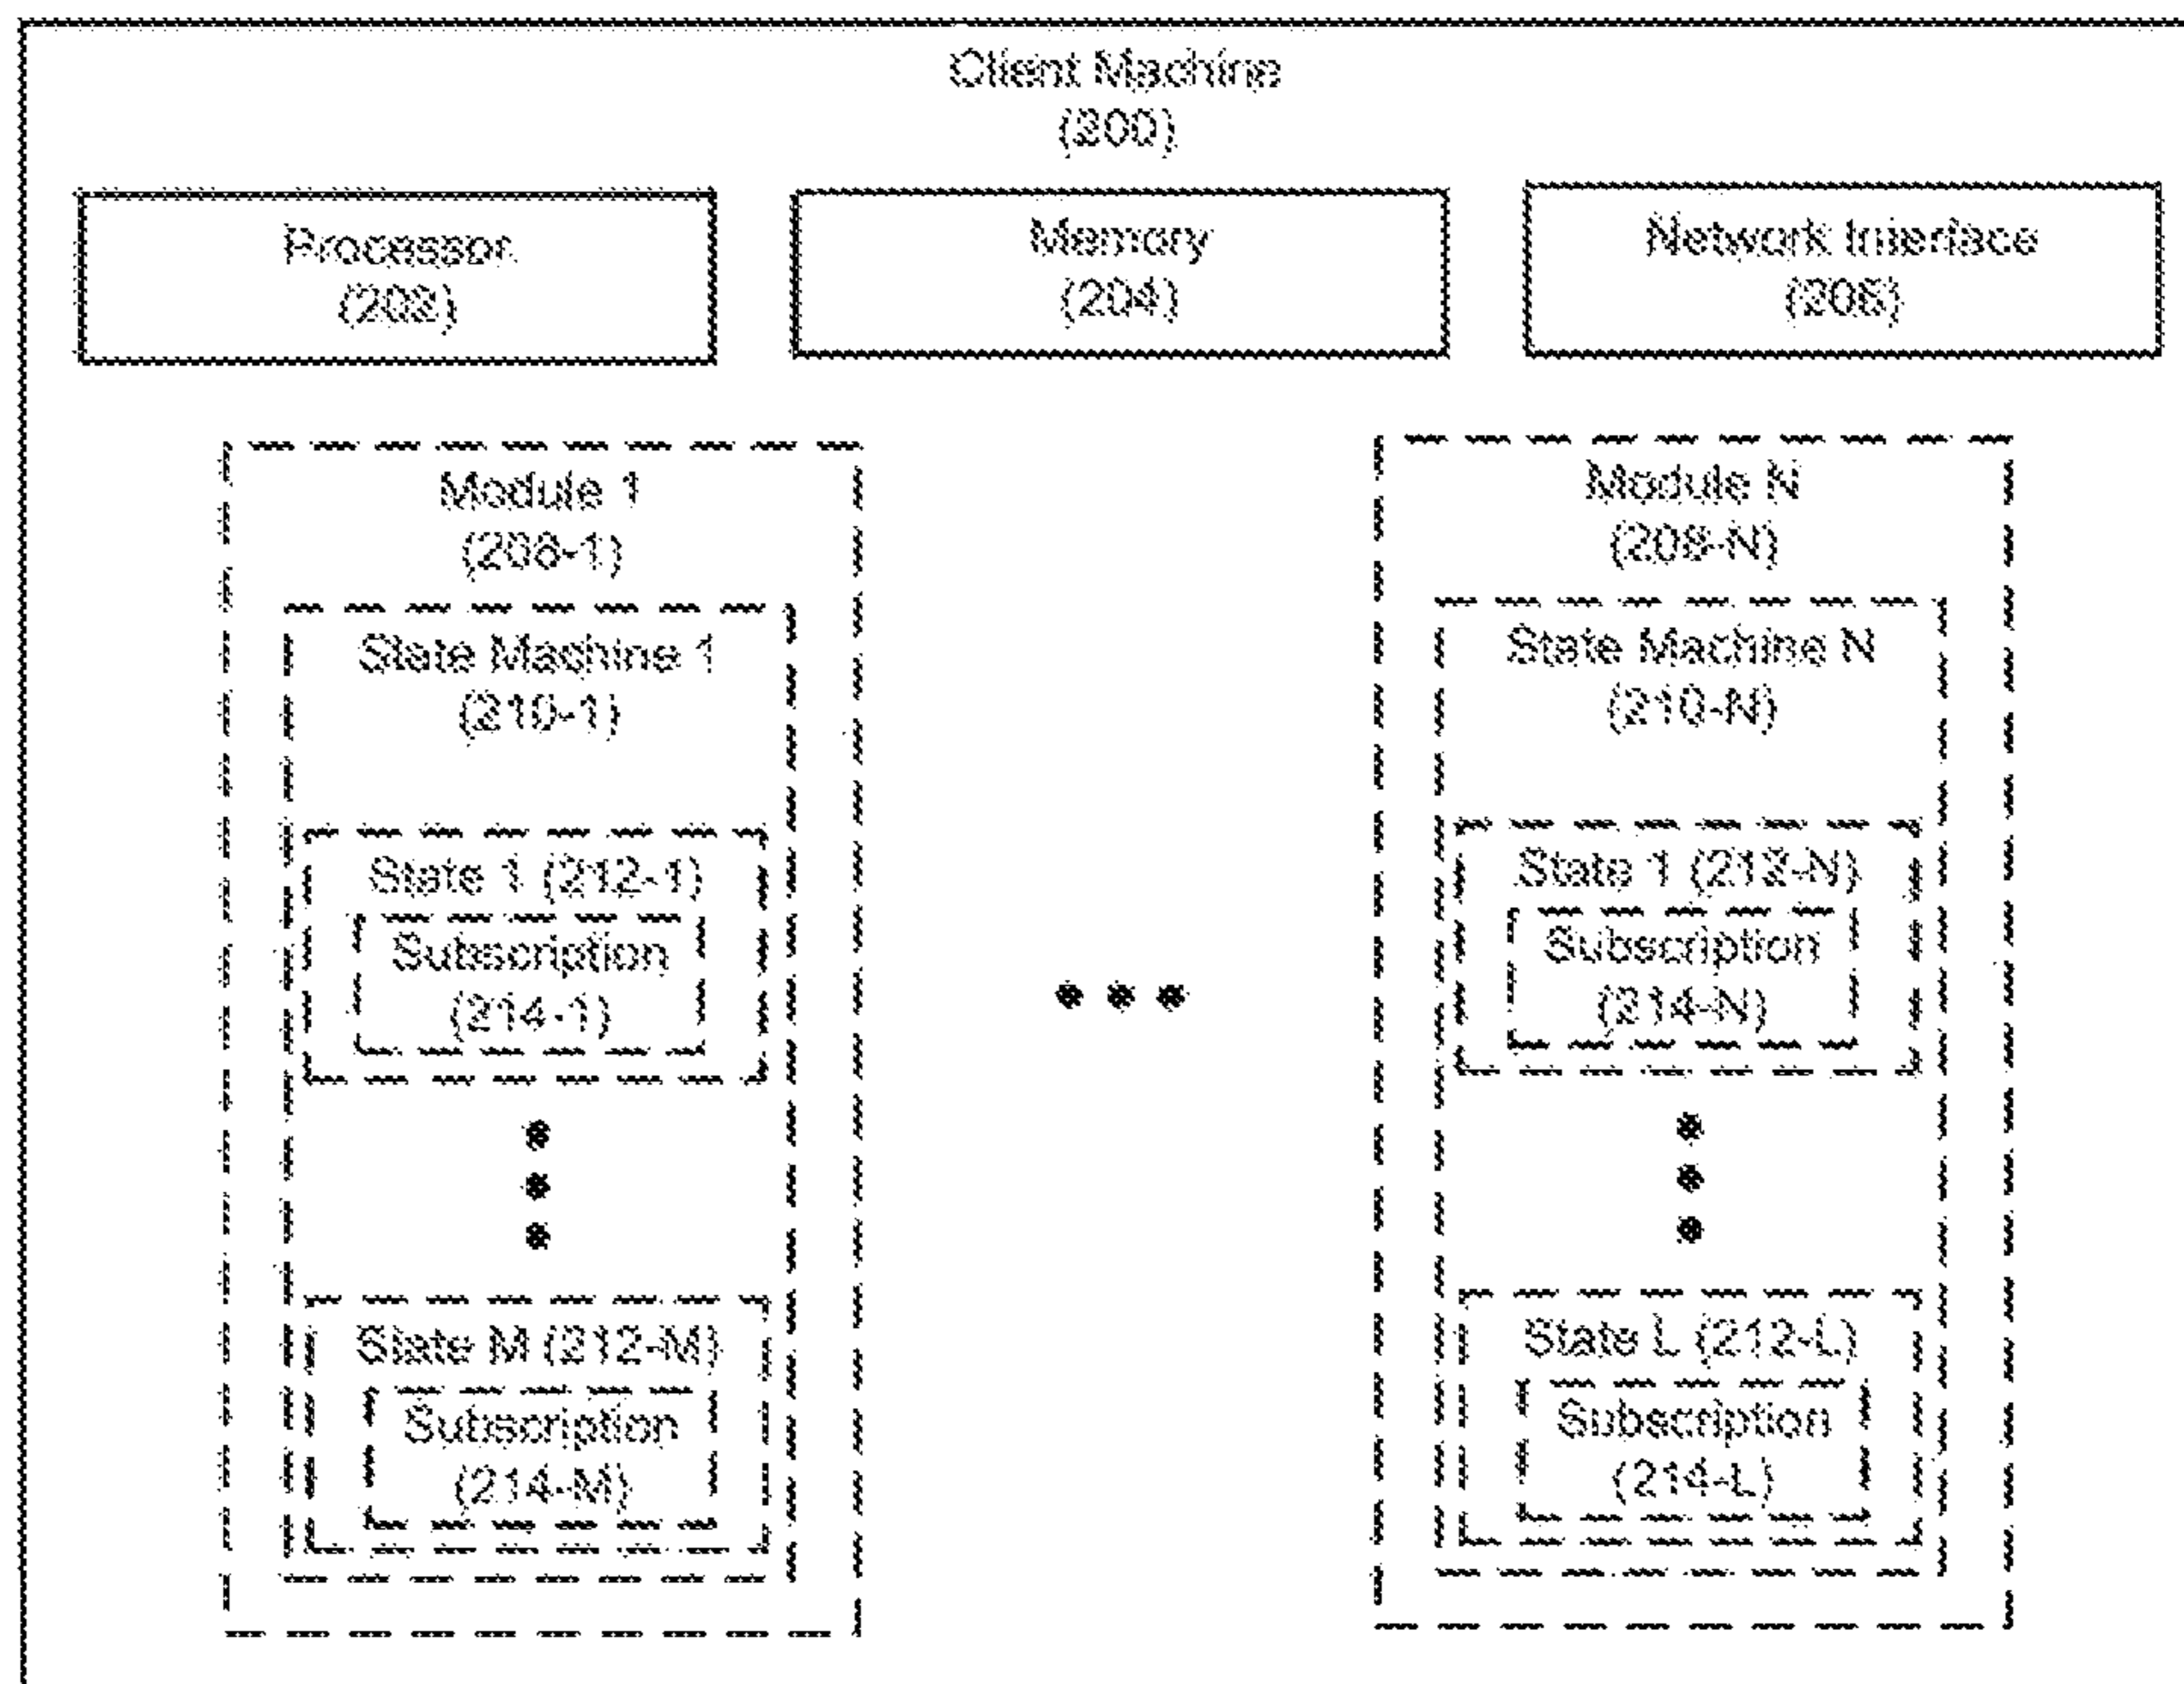 Client Machine
(200)
Processor
(202)
Memory
(204)
Network Interface
(206)
Module 1
(208-1)
State Machine 1
(210-1)
State 1 (212-1)
Subscription
(214-1)
State M (212-M)
Subscription
(214-M)
Module N
(208-N)
State Machine N
(210-N)
State 1 (212-N)
Subscription
(214-N)
State L (212-L)
Subscription
(214-L)